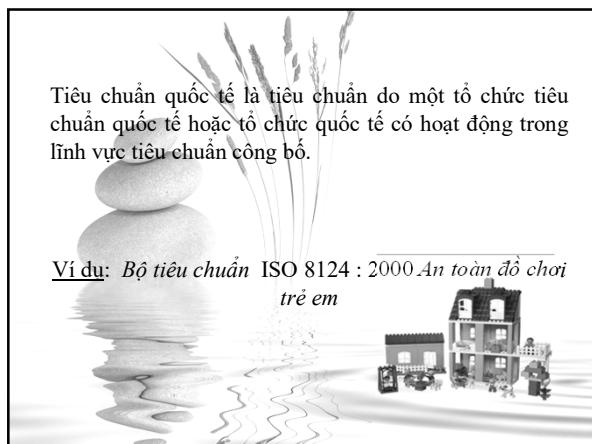 Tiêu chuẩn quốc tế là tiêu chuẩn do một tổ chức tiêu
chuẩn quốc tế hoặc tổ chức quốc tế có hoạt động trong
lĩnh vực tiêu chuẩn công bố.
Ví dụ: Bộ tiêu chuẩn ISO 8124 : 2000 An toàn đồ chơi
trẻ em